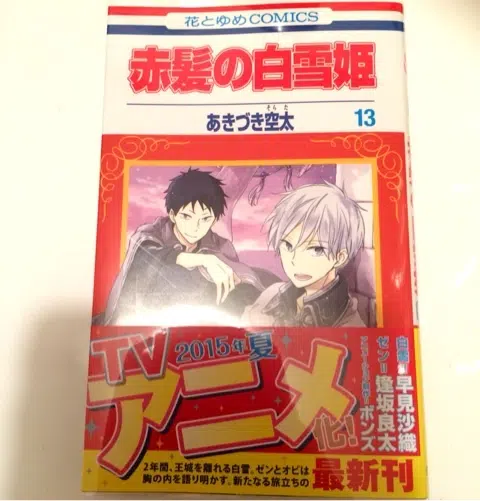 花とゆめCOMICS
赤髪の白雪姫
あきづき空太
そらた
13
TV
2015年夏
アニメ化!
白雪=早見沙織
ゼン=逢坂良太
ボンズ
2年間、王城を離れる白雪。ゼンとオビは
胸の内を語り明かす。新たなる旅立ちの
最新刊